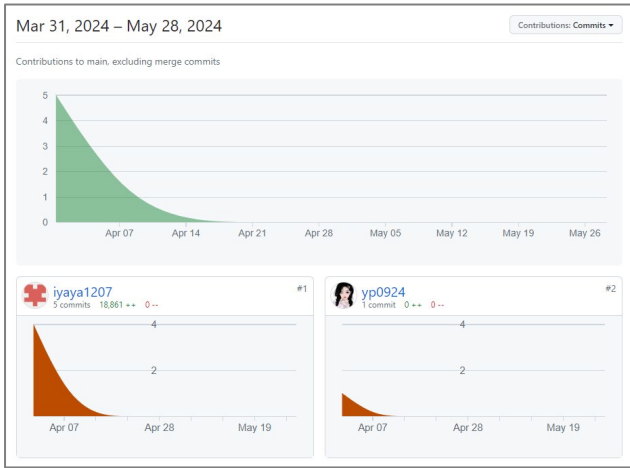 Mar 31, 2024 – May 28, 2024
Contributions: Commits
Contributions to main, excluding merge commits
5
4
3
2
1
0
Apr 07 Apr 14 Apr 21 Apr 28 May 05 May 12 May 19 May 26
iyaya1207 #1
5 commits 18,861 ++ 0 --
4
2
Apr 07 Apr 28 May 19
yp0924 #2
1 commit 0 ++ 0 --
4
2
Apr 07 Apr 28 May 19